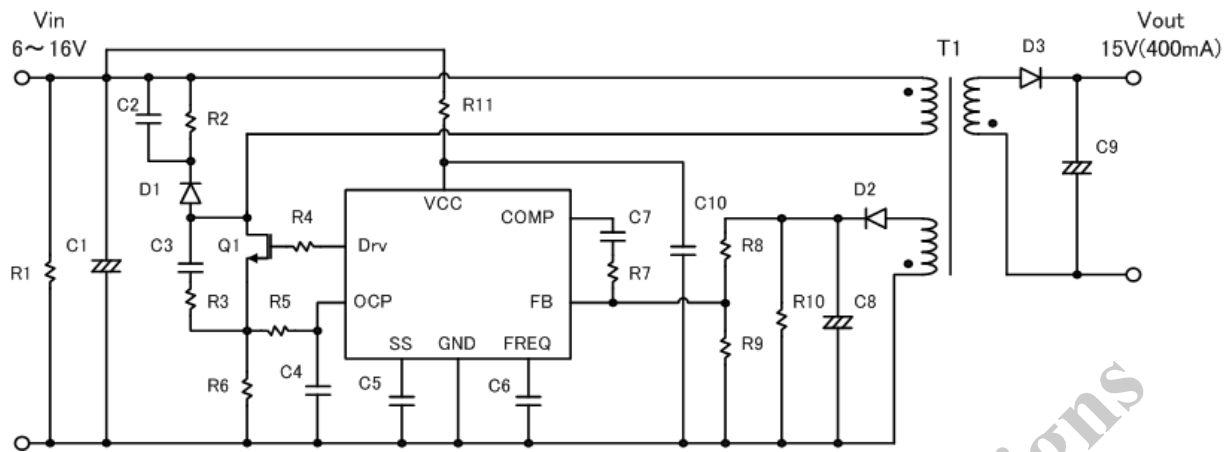 Vin
6～16V
Vout
15V(400mA)
T1
D3
C2
R2
R11
C9
D1
VCC
COMP
C7
C10
D2
R4
C1
C3
Q1
Drv
R8
R1
R7
R3
R5
OCP
FB
R10
C8
R9
SS
GND
FREQ
R6
C4
C5
C6
igns